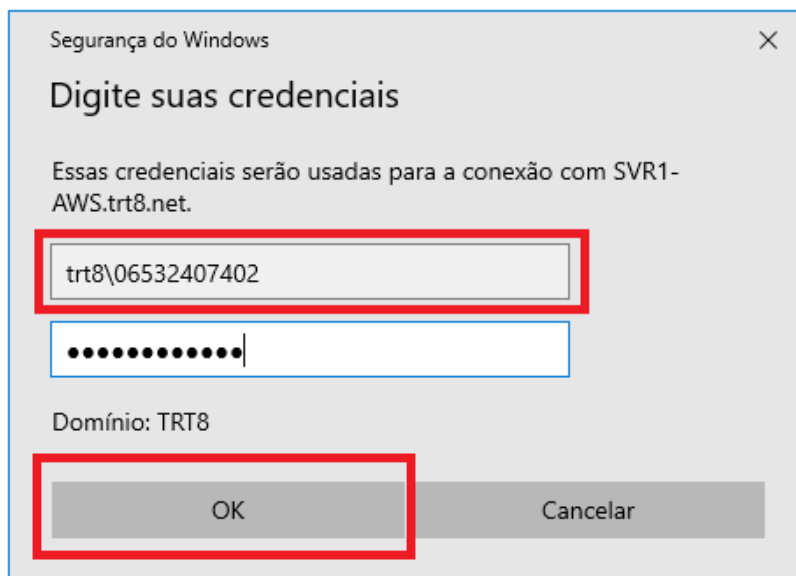 Segurança do Windows
Digite suas credenciais
Essas credenciais serão usadas para a conexão com SVR1-
AWS.trt8.net.
trt8\06532407402
●●●●●●●●●●●●
Domínio: TRT8
OK
Cancelar